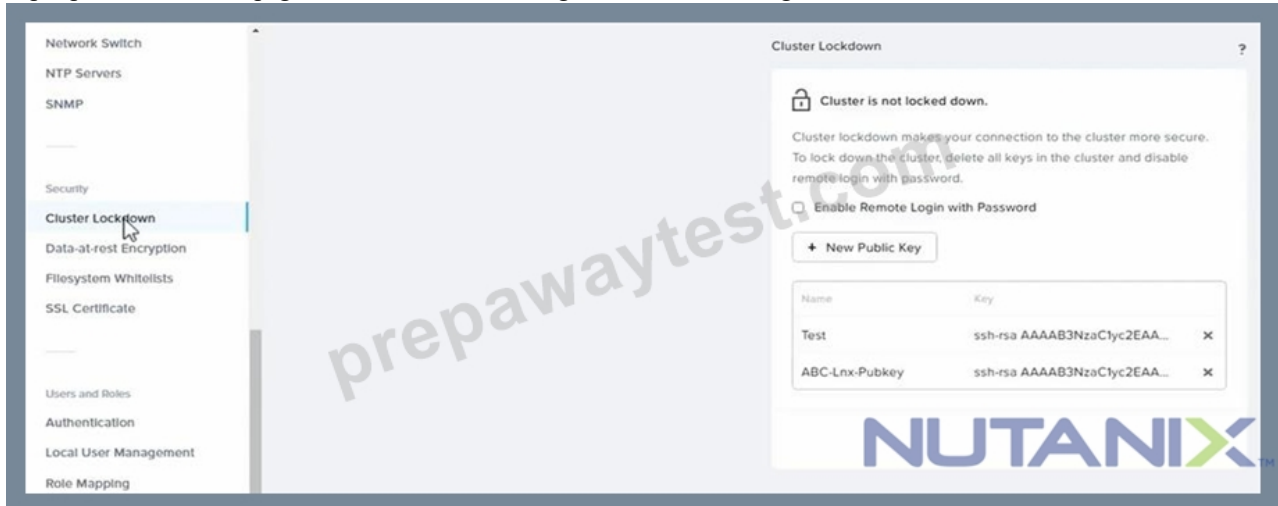 Network Switch
NTP Servers
SNMP
Security
Cluster Lockdown
Data-at-rest Encryption
Filesystem Whitelists
SSL Certificate
Users and Roles
Authentication
Local User Management
Role Mapping
Cluster Lockdown
?
Cluster is not locked down.
Cluster lockdown makes your connection to the cluster more secure.
To lock down the cluster, delete all keys in the cluster and disable
remote login with password.
Enable Remote Login with Password
+ New Public Key
Name Key
Test ssh-rsa AAAAB3NzaC1yc2EAA...
ABC-Lnx-Pubkey ssh-rsa AAAAB3NzaC1yc2EAA...
prepawaytest.com
NUTANIX™